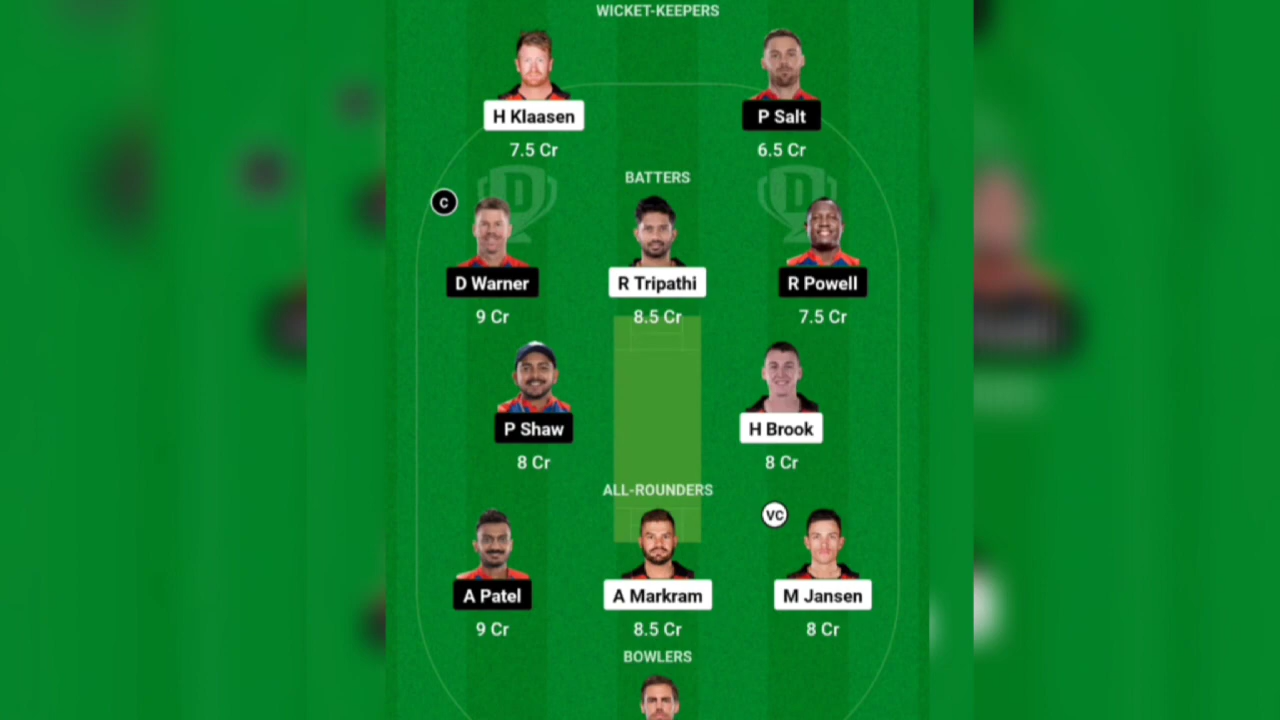 WICKET-KEEPERS
H Klaasen P Salt
7.5 Cr 6.5 Cr
BATTERS
C
D Warner R Tripathi R Powell
9 Cr 8.5 Cr 7.5 Cr
P Shaw H Brook
8 Cr 8 Cr
ALL-ROUNDERS
VC
A Patel A Markram M Jansen
9 Cr 8.5 Cr 8 Cr
BOWLERS